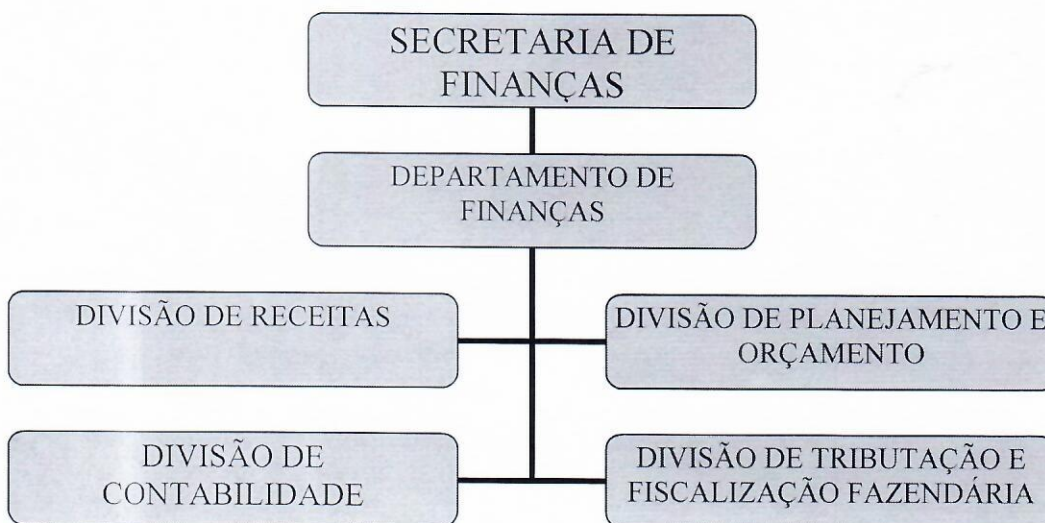 SECRETARIA DE
FINANÇAS
DEPARTAMENTO DE
FINANÇAS
DIVISÃO DE RECEITAS
DIVISÃO DE PLANEJAMENTO E
ORÇAMENTO
DIVISÃO DE
CONTABILIDADE
DIVISÃO DE TRIBUTAÇÃO E
FISCALIZAÇÃO FAZENDÁRIA